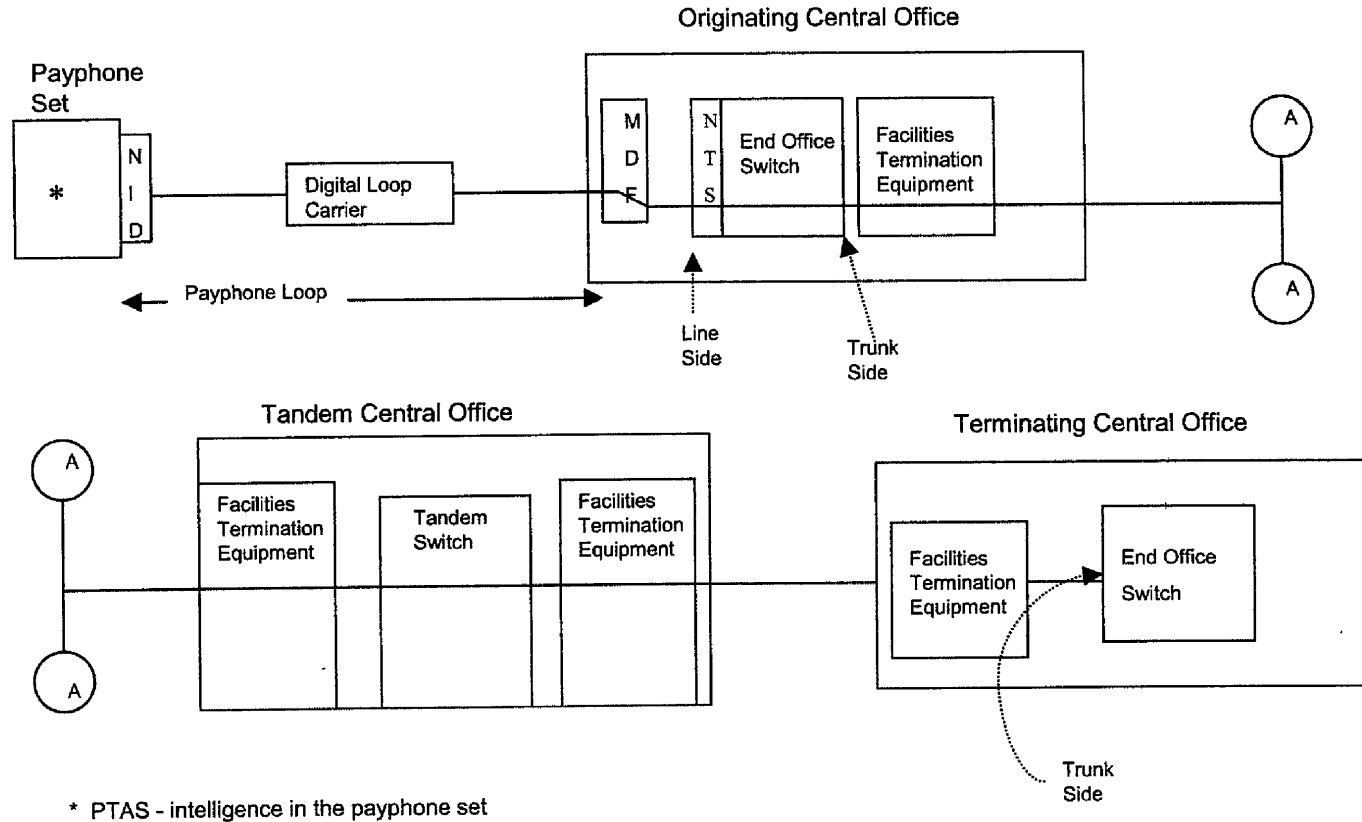 Originating Central Office
Payphone
Set
*
N
I
D
Digital Loop
Carrier
M
D
F
N
T
S
End Office
Switch
Facilities
Termination
Equipment
A
A
Payphone Loop
Line
Side
Trunk
Side
Tandem Central Office
Terminating Central Office
A
A
Facilities
Termination
Equipment
Tandem
Switch
Facilities
Termination
Equipment
Facilities
Termination
Equipment
End Office
Switch
Trunk
Side
* PTAS - intelligence in the payphone set